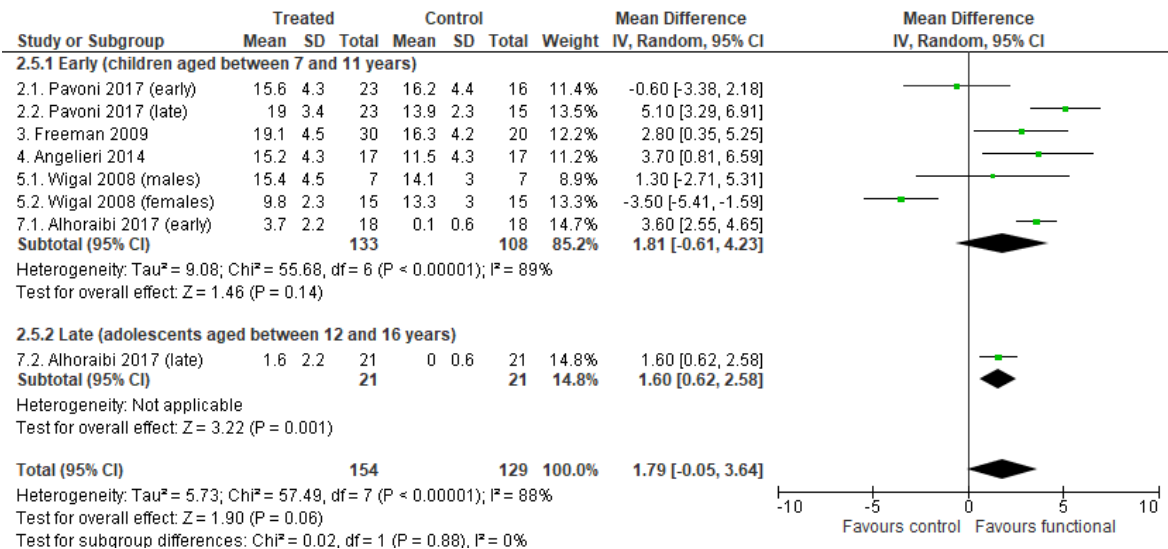 Treated Control Mean Difference Mean Difference
Study or Subgroup Mean SD Total Mean SD Total Weight IV, Random, 95% CI IV, Random, 95% CI
2.5.1 Early (children aged between 7 and 11 years)
2.1. Pavoni 2017 (early) 15.6 4.3 23 16.2 4.4 16 11.4% -0.60 [-3.38, 2.18]
2.2. Pavoni 2017 (late) 19 3.4 23 13.9 2.3 15 13.5% 5.10 [3.29, 6.91]
3. Freeman 2009 19.1 4.5 30 16.3 4.2 20 12.2% 2.80 [0.35, 5.25]
4. Angelieri 2014 15.2 4.3 17 11.5 4.3 17 11.2% 3.70 [0.81, 6.59]
5.1. Wigal 2008 (males) 15.4 4.5 7 14.1 3 7 8.9% 1.30 [-2.71, 5.31]
5.2. Wigal 2008 (females) 9.8 2.3 15 13.3 3 15 13.3% -3.50 [-5.41, -1.59]
7.1. Alhoraibi 2017 (early) 3.7 2.2 18 0.1 0.6 18 14.7% 3.60 [2.55, 4.65]
Subtotal (95% CI) 133 108 85.2% 1.81 [-0.61, 4.23]
Heterogeneity: Tau² = 9.08; Chi² = 55.68, df = 6 (P < 0.00001); I² = 89%
Test for overall effect: Z = 1.46 (P = 0.14)
2.5.2 Late (adolescents aged between 12 and 16 years)
7.2. Alhoraibi 2017 (late) 1.6 2.2 21 0 0.6 21 14.8% 1.60 [0.62, 2.58]
Subtotal (95% CI) 21 21 14.8% 1.60 [0.62, 2.58]
Heterogeneity: Not applicable
Test for overall effect: Z = 3.22 (P = 0.001)
Total (95% CI) 154 129 100.0% 1.79 [-0.05, 3.64]
Heterogeneity: Tau² = 5.73; Chi² = 57.49, df = 7 (P < 0.00001); I² = 88%
Test for overall effect: Z = 1.90 (P = 0.06)
Test for subgroup differences: Chi² = 0.02, df = 1 (P = 0.88), I² = 0%
-10 -5 0 5 10
Favours control Favours functional